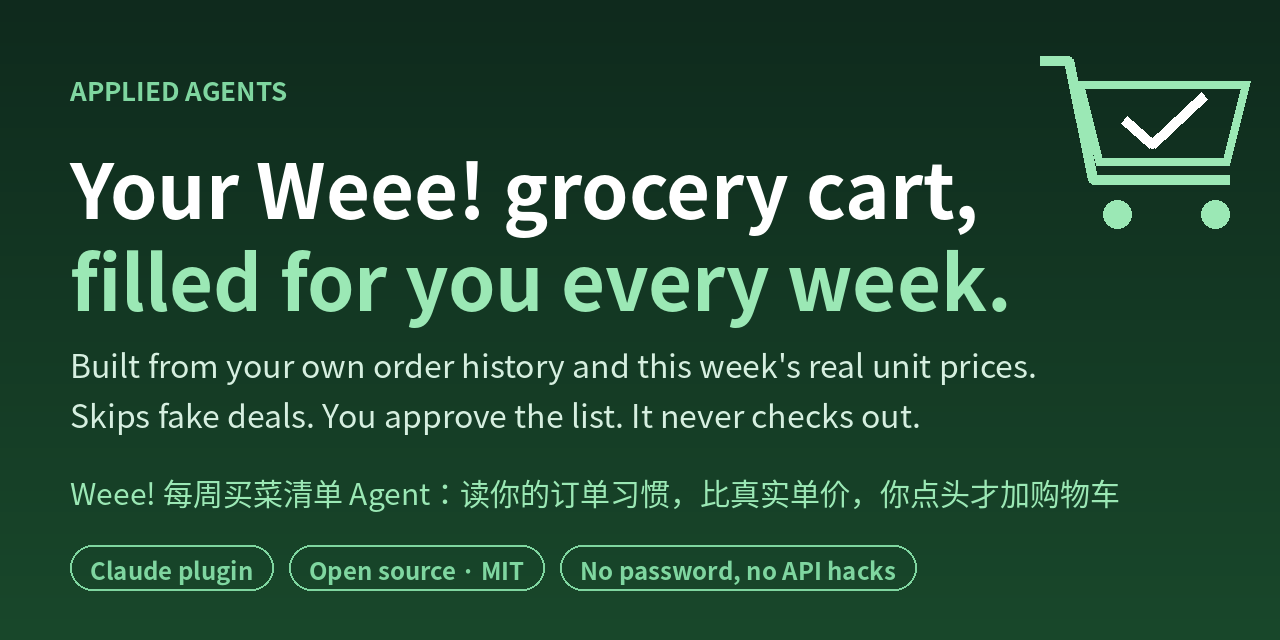 APPLIED AGENTS
Your Weee! grocery cart,
filled for you every week.
Built from your own order history and this week's real unit prices.
Skips fake deals. You approve the list. It never checks out.
Weee! 每周买菜清单 Agent：读你的订单习惯，比真实单价，你点头才加购物车
Claude plugin
Open source · MIT
No password, no API hacks